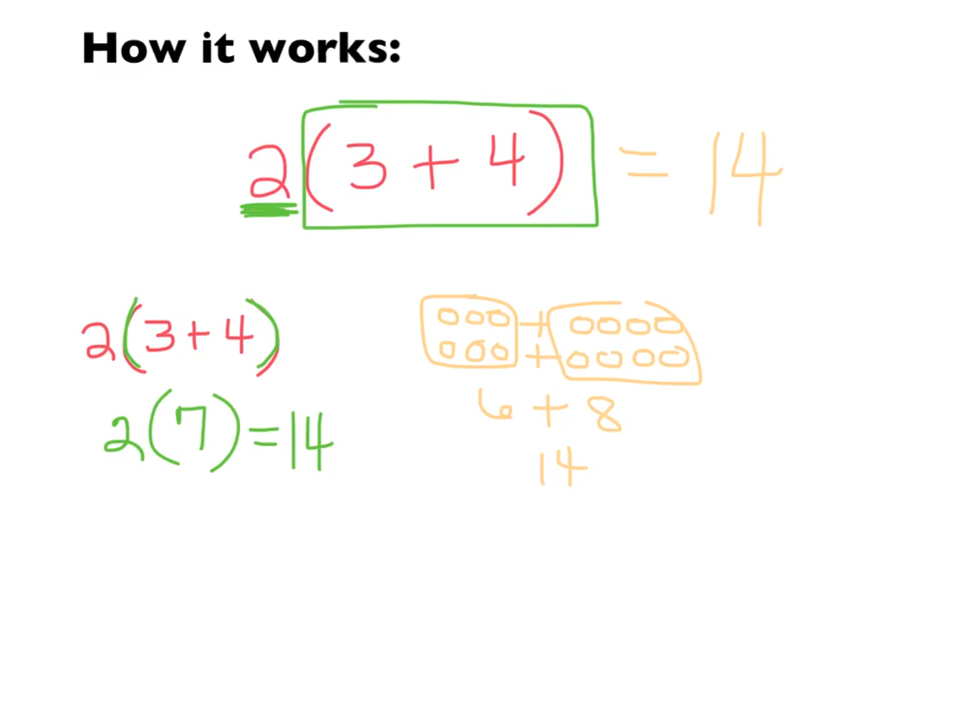 How it works:
2(3+4) = 14
2(3+4)
2(7)=14
+
+
6 + 8
14